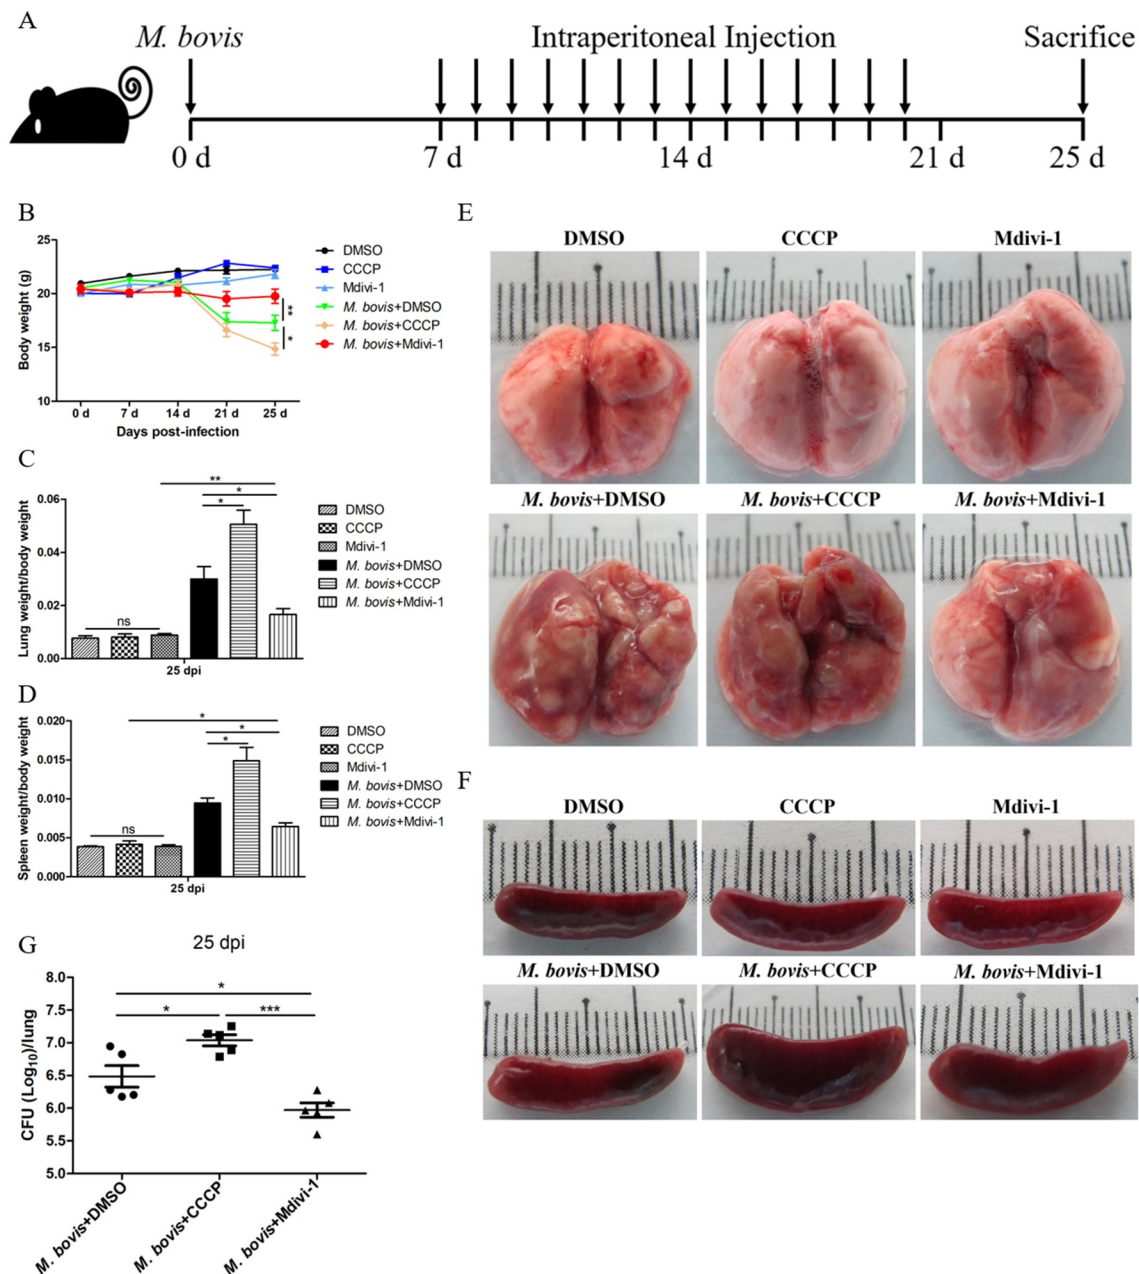 A
M. bovis
Intraperitoneal Injection
Sacrifice
0 d
7 d
14 d
21 d
25 d
B
Body weight (g)
25
20
15
10
0 d
7 d
14 d
21 d
25 d
Days post-infection
DMSO
CCCP
Mdivi-1
M. bovis+DMSO
M. bovis+CCCP
M. bovis+Mdivi-1
**
*
C
Lung weight/body weight
0.06
0.04
0.02
0.00
ns
**
*
*
25 dpi
DMSO
CCCP
Mdivi-1
M. bovis+DMSO
M. bovis+CCCP
M. bovis+Mdivi-1
D
Spleen weight/body weight
0.020
0.015
0.010
0.005
0.000
ns
*
*
*
25 dpi
DMSO
CCCP
Mdivi-1
M. bovis+DMSO
M. bovis+CCCP
M. bovis+Mdivi-1
E
DMSO
CCCP
Mdivi-1
M. bovis+DMSO
M. bovis+CCCP
M. bovis+Mdivi-1
F
DMSO
CCCP
Mdivi-1
M. bovis+DMSO
M. bovis+CCCP
M. bovis+Mdivi-1
G
25 dpi
CFU (Log10)/lung
8.0
7.5
7.0
6.5
6.0
5.5
5.0
*
*
***
M. bovis+DMSO
M. bovis+CCCP
M. bovis+Mdivi-1